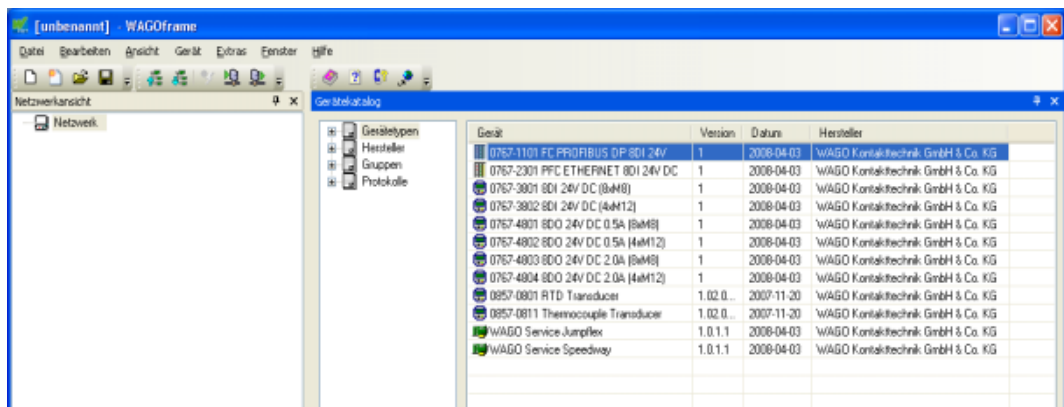 [unbenannt] - WAGOframe
Datei Bearbeiten Ansicht Gerät Extras Fenster Hilfe
Netzwerkansicht
Netzwerk
Gerätekatalog
Gerätetypen
Hersteller
Gruppen
Protokolle
Gerät Version Datum Hersteller
0767-1101 FC PROFIBUS DP 8DI 24V 1 2008-04-03 WAGO Kontakttechnik GmbH & Co. KG
0767-2301 PFC ETHERNET 8DI 24V DC 1 2008-04-03 WAGO Kontakttechnik GmbH & Co. KG
0767-3801 8DI 24V DC (8xM8) 1 2008-04-03 WAGO Kontakttechnik GmbH & Co. KG
0767-3802 8DI 24V DC (4xM12) 1 2008-04-03 WAGO Kontakttechnik GmbH & Co. KG
0767-4801 8DO 24V DC 0.5A (8xM8) 1 2008-04-03 WAGO Kontakttechnik GmbH & Co. KG
0767-4802 8DO 24V DC 0.5A (4xM12) 1 2008-04-03 WAGO Kontakttechnik GmbH & Co. KG
0767-4803 8DO 24V DC 2.0A (8xM8) 1 2008-04-03 WAGO Kontakttechnik GmbH & Co. KG
0767-4804 8DO 24V DC 2.0A (4xM12) 1 2008-04-03 WAGO Kontakttechnik GmbH & Co. KG
0857-0801 RTD Transducer 1.02.0... 2007-11-20 WAGO Kontakttechnik GmbH & Co. KG
0857-0811 Thermocouple Transducer 1.02.0... 2007-11-20 WAGO Kontakttechnik GmbH & Co. KG
WAGO Service Jumpflex 1.0.1.1 2008-04-03 WAGO Kontakttechnik GmbH & Co. KG
WAGO Service Speedway 1.0.1.1 2008-04-03 WAGO Kontakttechnik GmbH & Co. KG